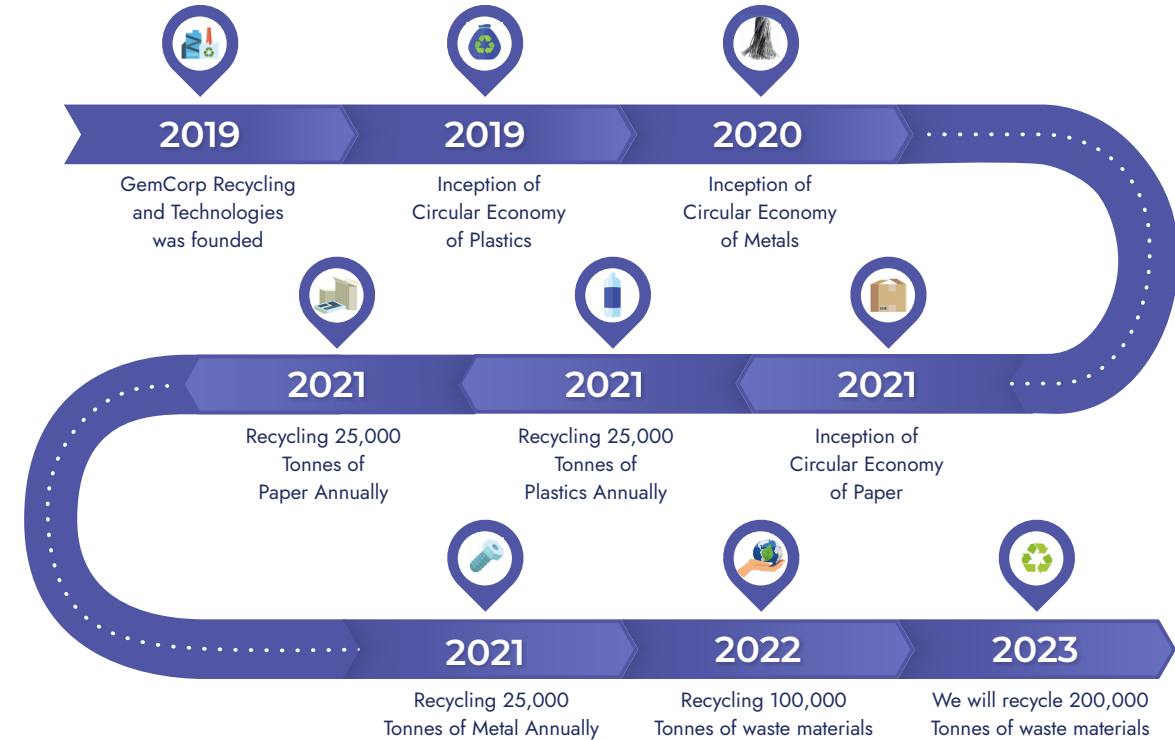 2019
GemCorp Recycling
and Technologies
was founded
2019
Inception of
Circular Economy
of Plastics
2020
Inception of
Circular Economy
of Metals
2021
Inception of
Circular Economy
of Paper
2021
Recycling 25,000
Tonnes of
Plastics Annually
2021
Recycling 25,000
Tonnes of
Paper Annually
2021
Recycling 25,000
Tonnes of Metal Annually
2022
Recycling 100,000
Tonnes of waste materials
2023
We will recycle 200,000
Tonnes of waste materials